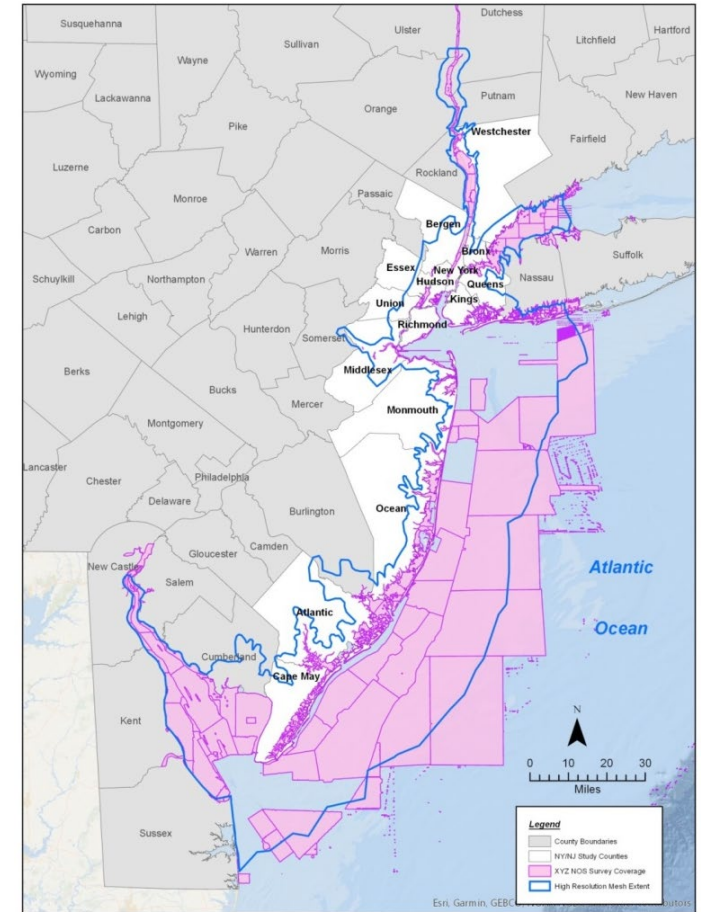 Susquehanna
Dutchess
Ulster
Hartford
Litchfield
Sullivan
Wayne
Wyoming
Lackawanna
New Haven
Putnam
Orange
Pike
Westchester
Fairfield
Luzerne
Rockland
Passaic
Monroe
Bergen
Carbon
Bronx
Morris
Warren
Suffolk
Essex
New York
Schuylkill
Northampton
Nassau
Hudson
Queens
Union
Kings
Lehigh
Richmond
Hunterdon
Somerset
Berks
Middlesex
Bucks
Mercer
Monmouth
Montgomery
Lancaster
Philadelphia
Chester
Delaware
Ocean
Burlington
Camden
Gloucester
New Castle
Salem
Atlantic
Atlantic
Ocean
Cumberland
Cape May
Kent
N
0 10 20 30
Miles
Sussex
Legend
County Boundaries
NY/NJ Study Counties
XYZ NOS Survey Coverage
High Resolution Mesh Extent
Esri, Garmin, GEBCO,